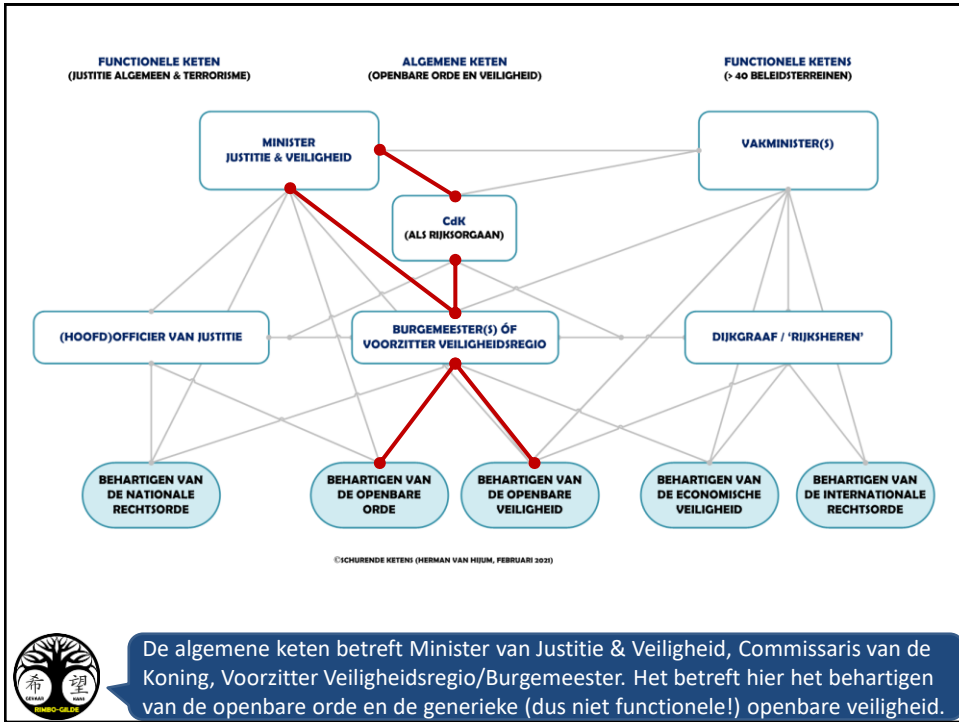 FUNCTIONELE KETEN
(JUSTITIE ALGEMEEN & TERRORISME)
ALGEMENE KETEN
(OPENBARE ORDE EN VEILIGHEID)
FUNCTIONELE KETENS
(> 40 BELEIDSTERREINEN)
MINISTER
JUSTITIE & VEILIGHEID
VAKMINISTER(S)
CdK
(ALS RIJKSORGAAN)
(HOOFD)OFFICIER VAN JUSTITIE
BURGEMEESTER(S) ÓF
VOORZITTER VEILIGHEIDSREGIO
DIJKGRAAF / ‘RIJKSHEREN’
BEHARTIGEN VAN
DE NATIONALE
RECHTSORDE
BEHARTIGEN VAN
DE OPENBARE
ORDE
BEHARTIGEN VAN
DE OPENBARE
VEILIGHEID
BEHARTIGEN VAN
DE ECONOMISCHE
VEILIGHEID
BEHARTIGEN VAN
DE INTERNATIONALE
RECHTSORDE
©SCHURENDE KETENS (HERMAN VAN HIJUM, FEBRUARI 2021)
希 望
GEVAAR KANS
RIMBO-GILDE
De algemene keten betreft Minister van Justitie & Veiligheid, Commissaris van de
Koning, Voorzitter Veiligheidsregio/Burgemeester. Het betreft hier het behartigen
van de openbare orde en de generieke (dus niet functionele!) openbare veiligheid.